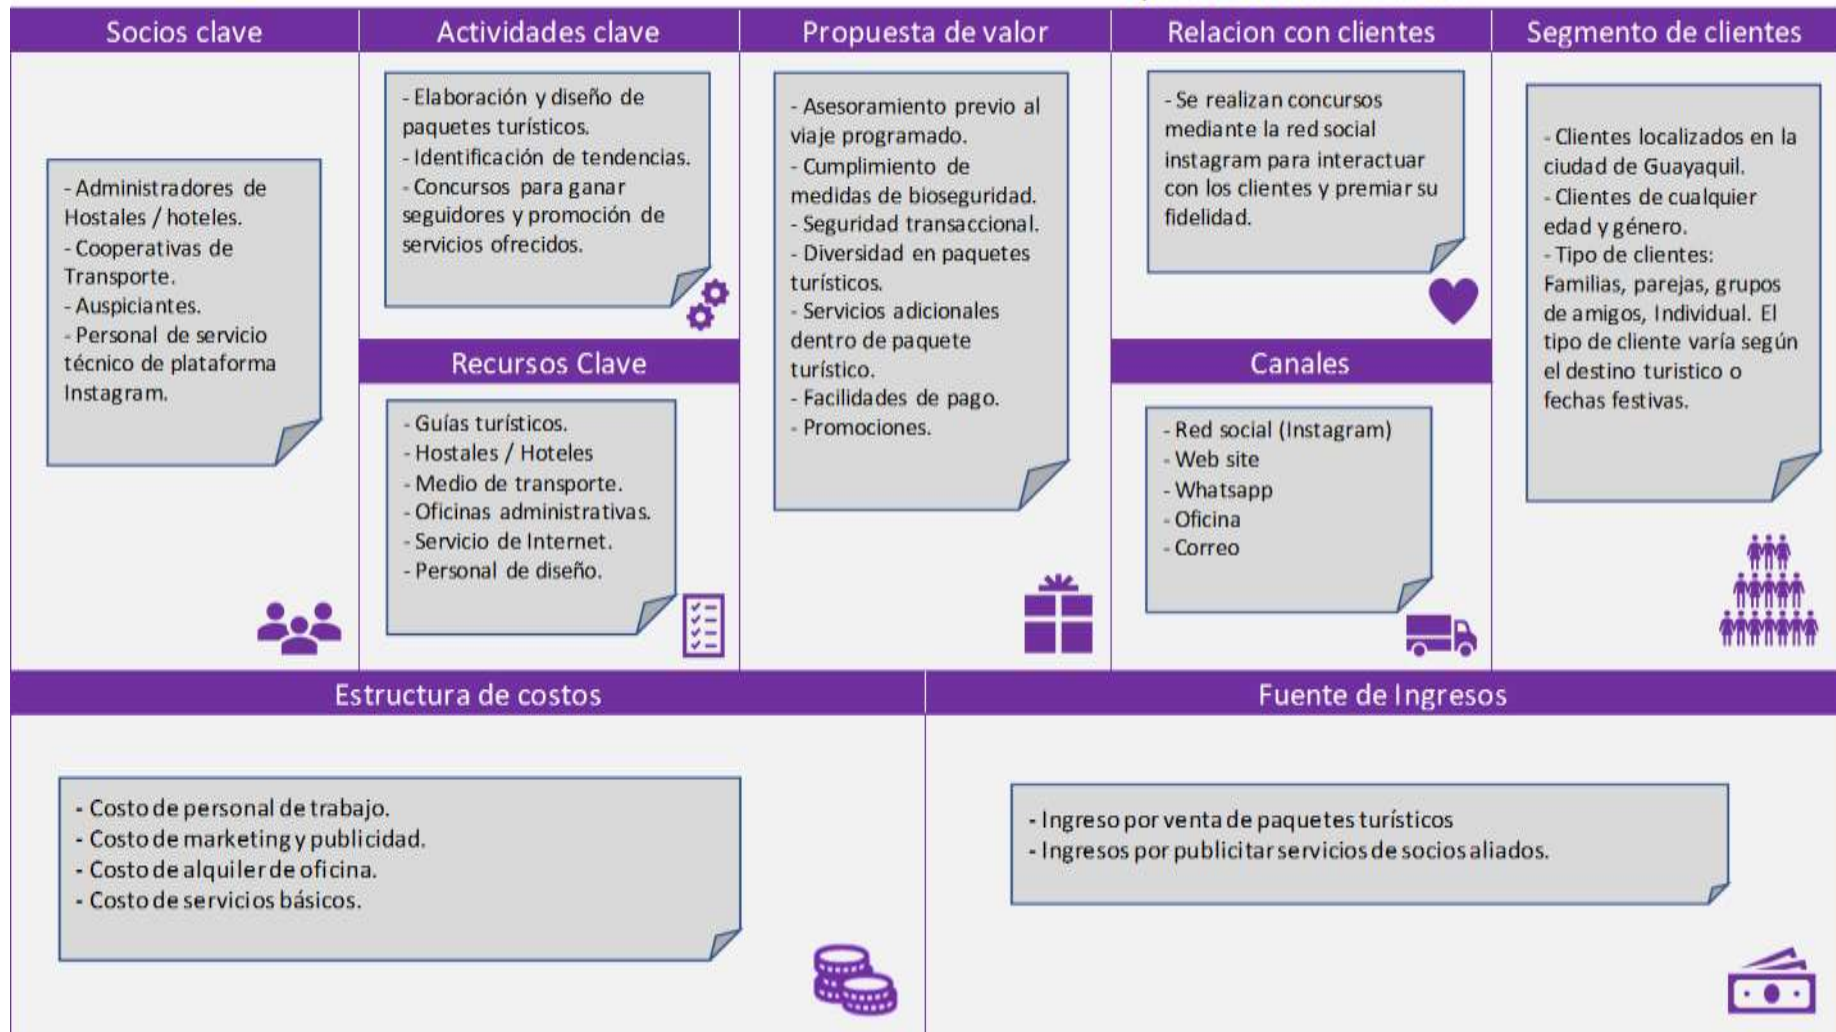 Socios clave
- Administradores de
Hostales / hoteles.
- Cooperativas de
Transporte.
- Auspiciantes.
- Personal de servicio
técnico de plataforma
Instagram.
Actividades clave
- Elaboración y diseño de
paquetes turísticos.
- Identificación de tendencias.
- Concursos para ganar
seguidores y promoción de
servicios ofrecidos.
Recursos Clave
- Guías turísticos.
- Hostales / Hoteles
- Medio de transporte.
- Oficinas administrativas.
- Servicio de Internet.
- Personal de diseño.
Propuesta de valor
- Asesoramiento previo al
viaje programado.
- Cumplimiento de
medidas de bioseguridad.
- Seguridad transaccional.
- Diversidad en paquetes
turísticos.
- Servicios adicionales
dentro de paquete
turístico.
- Facilidades de pago.
- Promociones.
Relacion con clientes
- Se realizan concursos
mediante la red social
instagram para interactuar
con los clientes y premiar su
fidelidad.
Canales
- Red social (Instagram)
- Web site
- Whatsapp
- Oficina
- Correo
Segmento de clientes
- Clientes localizados en la
ciudad de Guayaquil.
- Clientes de cualquier
edad y género.
- Tipo de clientes:
Familias, parejas, grupos
de amigos, Individual. El
tipo de cliente varía según
el destino turistico o
fechas festivas.
Estructura de costos
- Costo de personal de trabajo.
- Costo de marketing y publicidad.
- Costo de alquiler de oficina.
- Costo de servicios básicos.
Fuente de Ingresos
- Ingreso por venta de paquetes turísticos
- Ingresos por publicitar servicios de socios aliados.